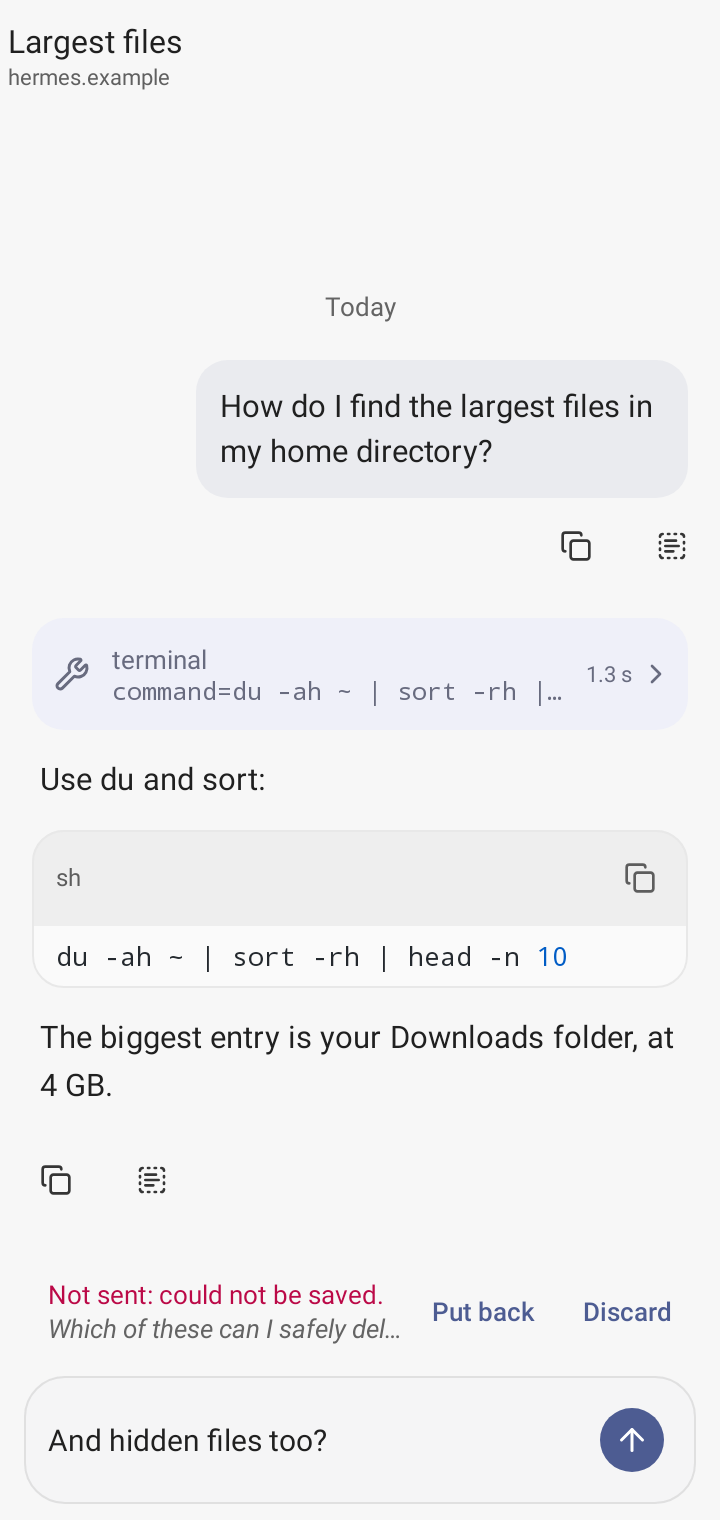 Largest files
hermes.example
Today
How do I find the largest files in
my home directory?
terminal
command=du -ah ~ | sort -rh |…
1.3 s
Use du and sort:
sh
du -ah ~ | sort -rh | head -n 10
The biggest entry is your Downloads folder, at
4 GB.
Not sent: could not be saved.
Which of these can I safely del…
Put back
Discard
And hidden files too?